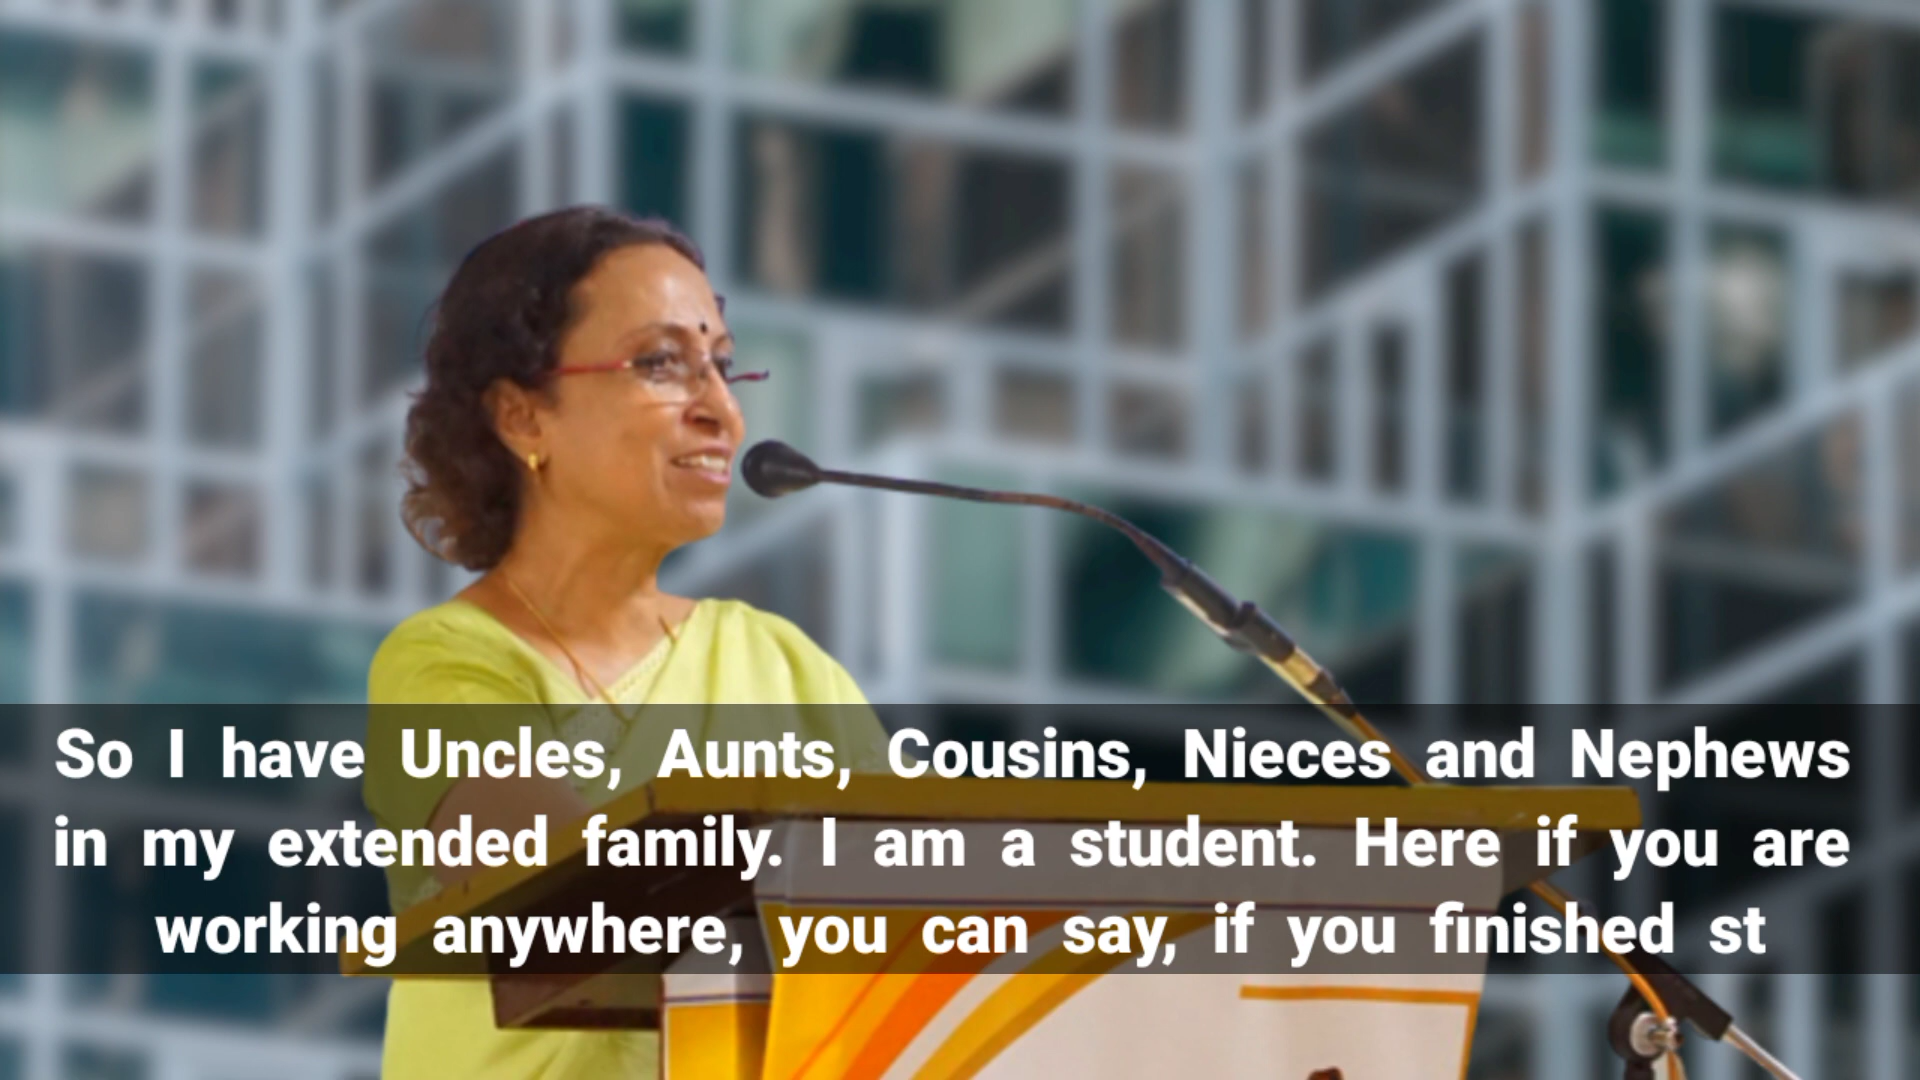 So I have Uncles, Aunts, Cousins, Nieces and Nephews
in my extended family. I am a student. Here if you are
working anywhere, you can say, if you finished st